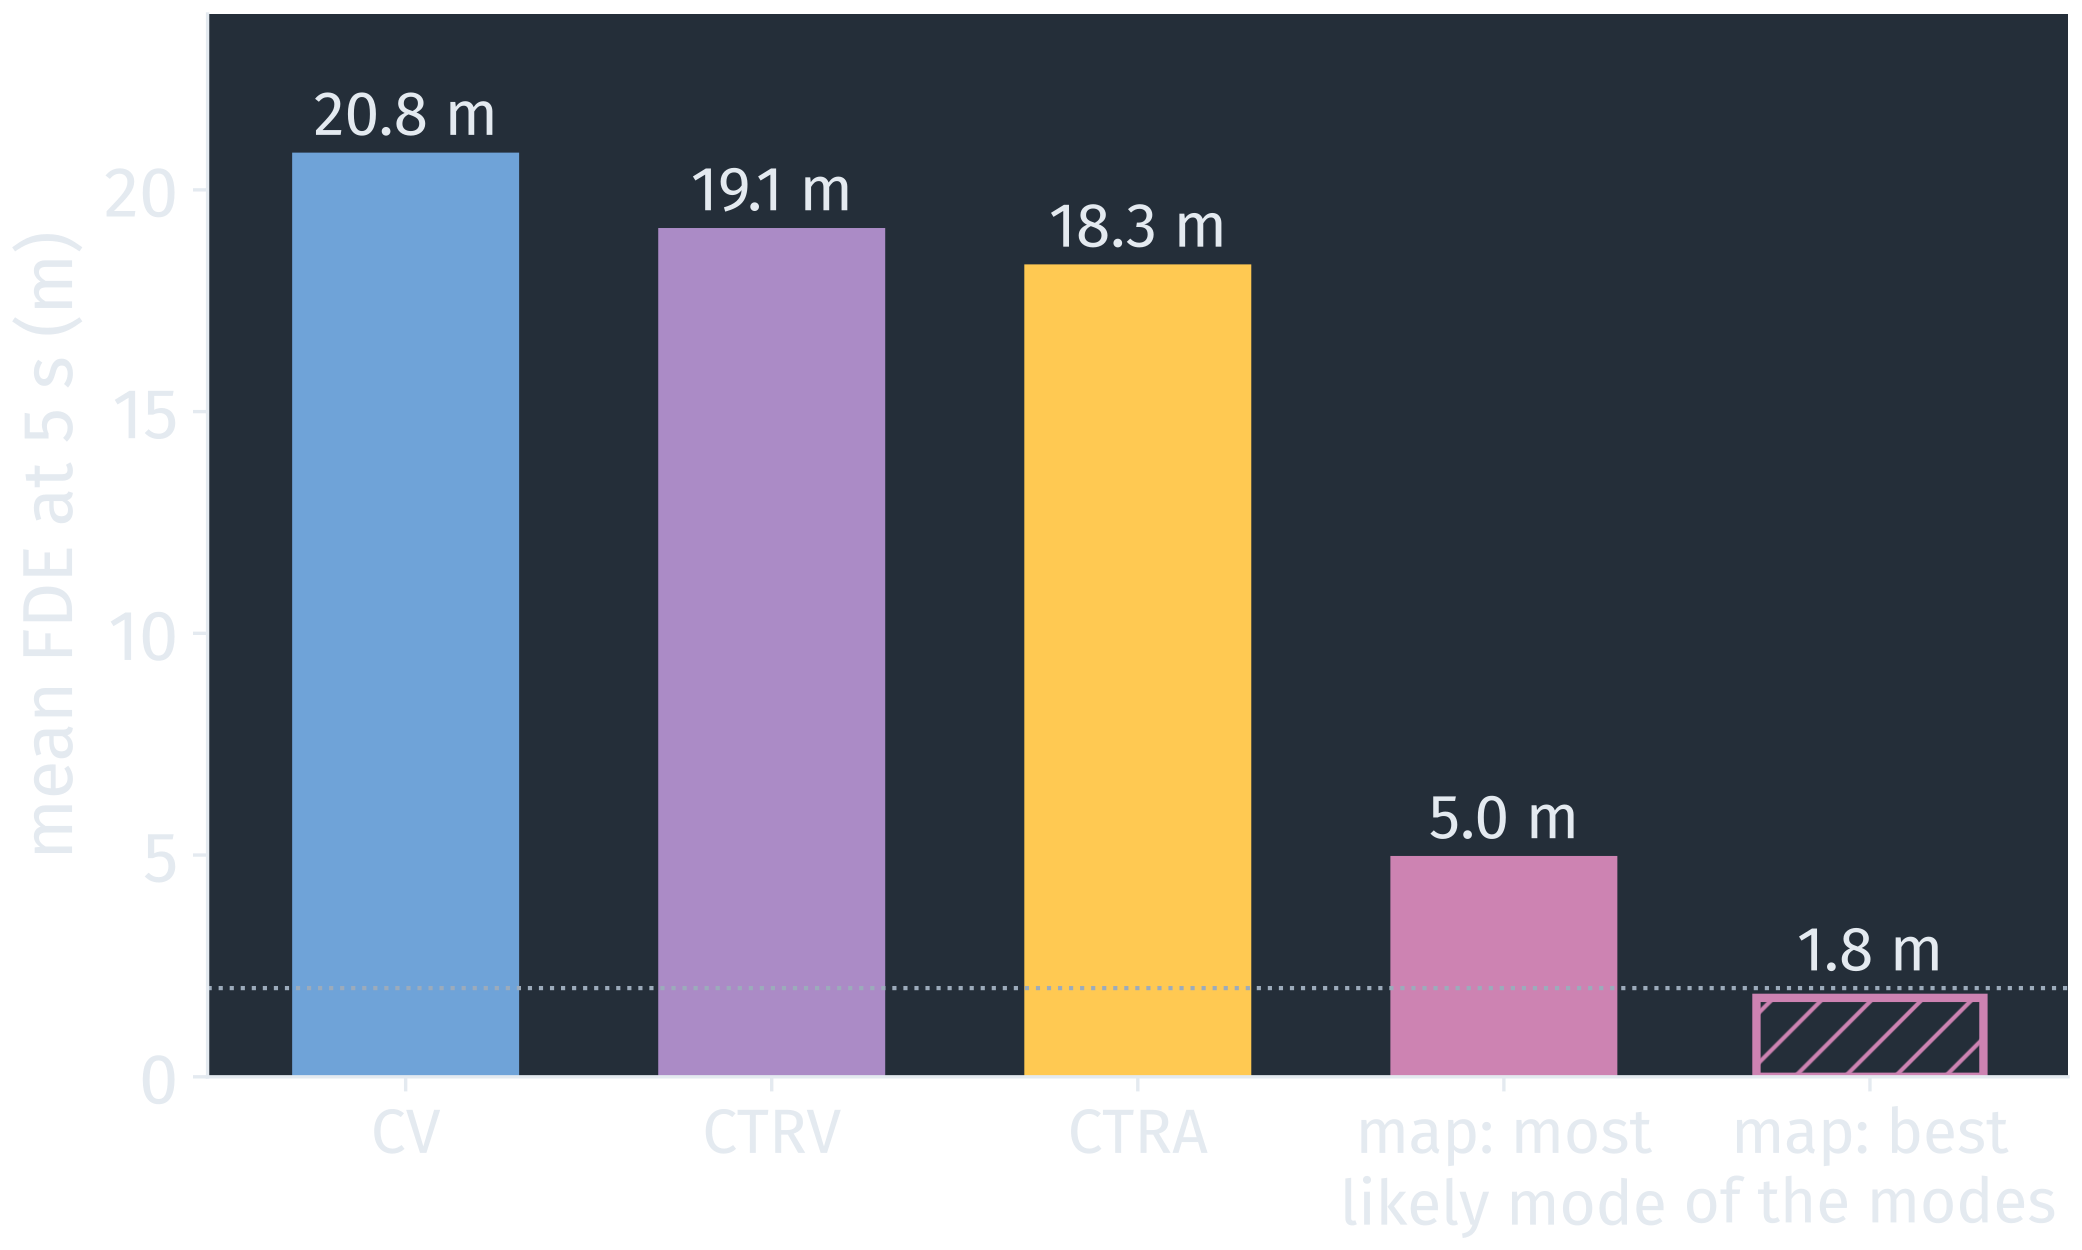 mean FDE at 5 s (m)
20
15
10
5
0
20.8 m
19.1 m
18.3 m
5.0 m
1.8 m
CV
CTRV
CTRA
map: most
likely mode
map: best
of the modes